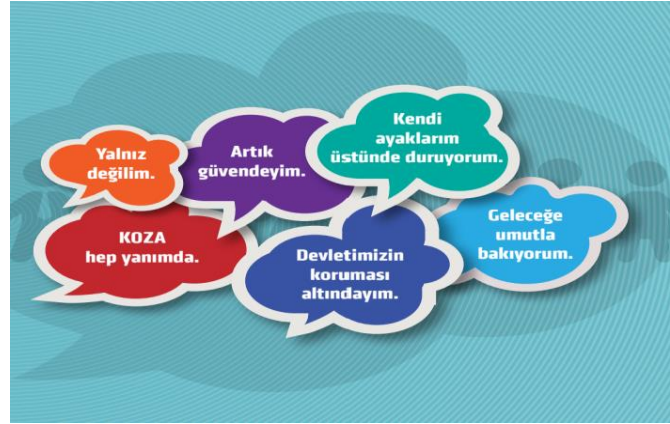 Yalnız
değilim.
Artık
güvendeyim.
Kendi
ayaklarım
üstünde duruyorum.
KOZA
hep yanımda.
Devletimizin
koruması
altındayım.
Geleceğe
umutla
bakıyorum.